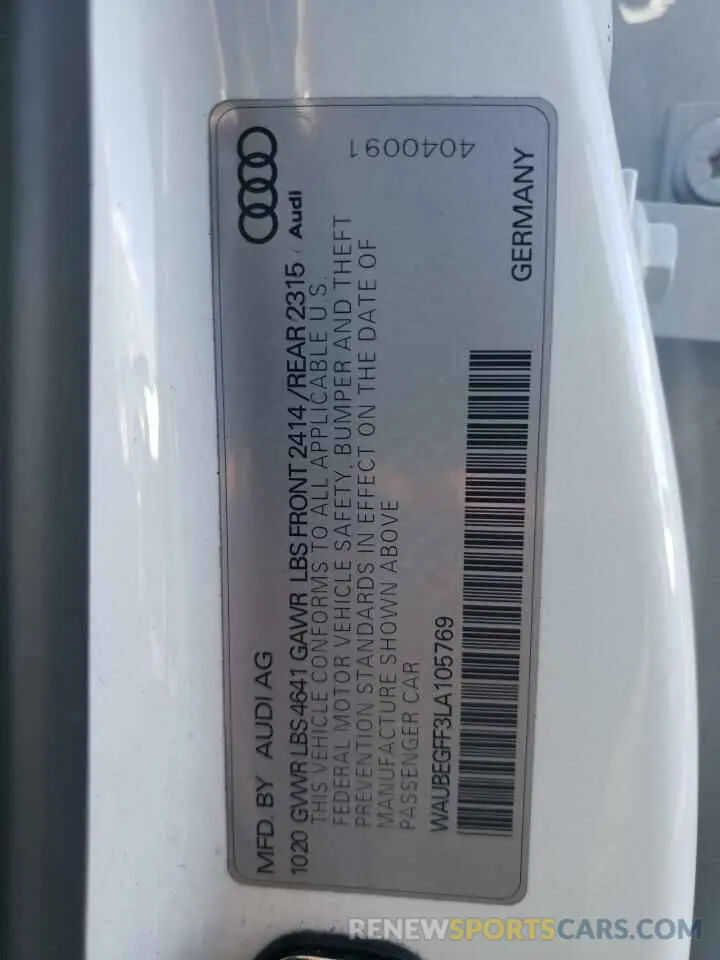 MFD. BY AUDI AG
1020 GVWR LBS 4641 GAWR LBS FRONT 2414 /REAR 2315 /
Audi
THIS VEHICLE CONFORMS TO ALL APPLICABLE U S.
FEDERAL MOTOR VEHICLE SAFETY, BUMPER AND THEFT
PREVENTION STANDARDS IN EFFECT ON THE DATE OF
MANUFACTURE SHOWN ABOVE
PASSENGER CAR
4040091
WAUBEGFF3LA105769
GERMANY
RENEWSPORTSCARS.COM